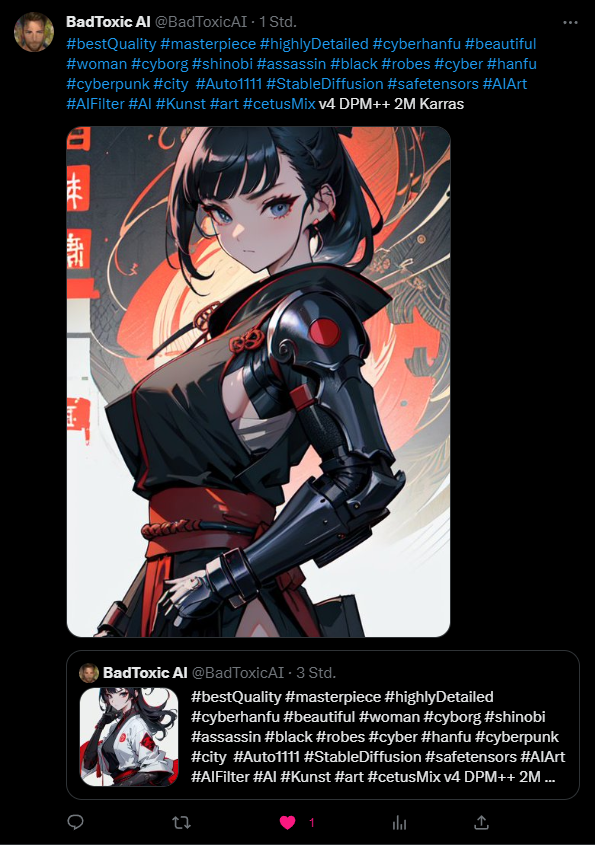 BadToxic AI @BadToxicAI · 1 Std.
#bestQuality #masterpiece #highlyDetailed #cyberhanfu #beautiful
#woman #cyborg #shinobi #assassin #black #robes #cyber #hanfu
#cyberpunk #city #Auto1111 #StableDiffusion #safetensors #AIArt
#AIFilter #AI #Kunst #art #cetusMix v4 DPM++ 2M Karras
BadToxic AI @BadToxicAI · 3 Std.
#bestQuality #masterpiece #highlyDetailed
#cyberhanfu #beautiful #woman #cyborg #shinobi
#assassin #black #robes #cyber #hanfu #cyberpunk
#city #Auto1111 #StableDiffusion #safetensors #AIArt
#AIFilter #AI #Kunst #art #cetusMix v4 DPM++ 2M ...
1